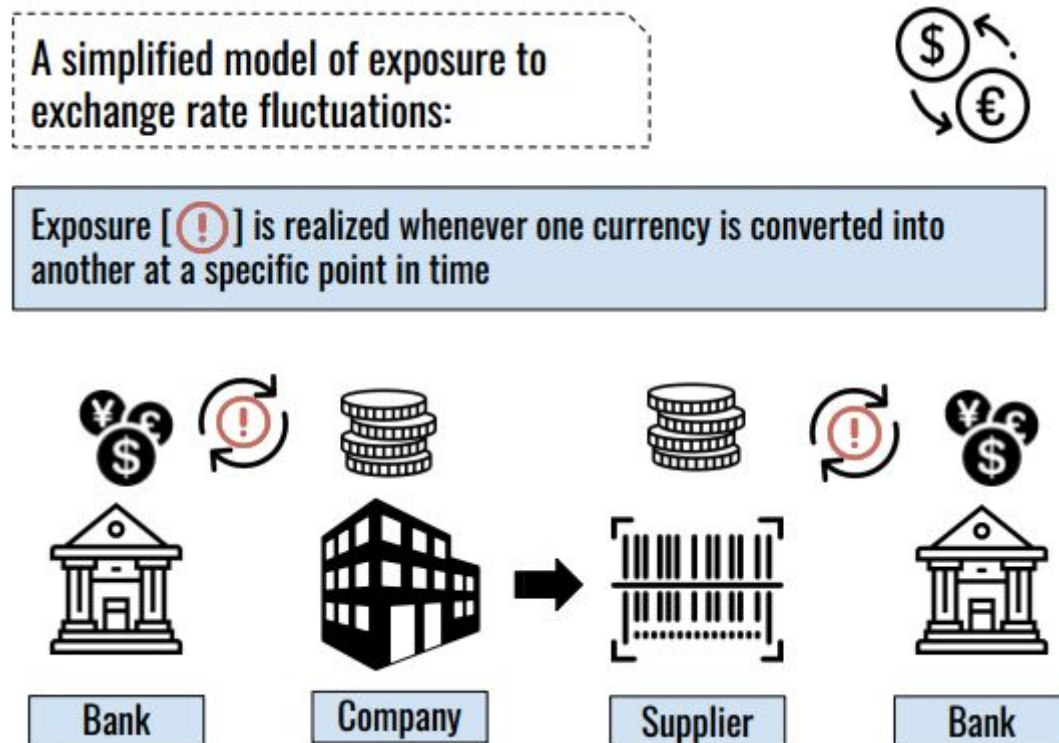 A simplified model of exposure to
exchange rate fluctuations:
$
€
Exposure [!] is realized whenever one currency is converted into
another at a specific point in time
¥ £ $
!
!
¥ £ $
Bank
Company
Supplier
Bank